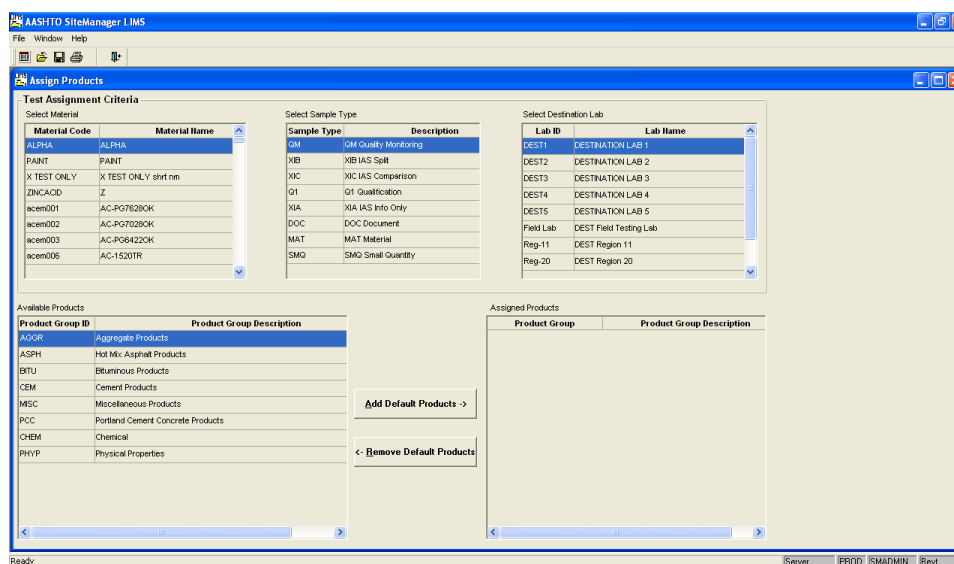 AASHTO SiteManager LIMS
File Window Help
Assign Products
Test Assignment Criteria
Select Material
Material Code Material Name
ALPHA ALPHA
PAINT PAINT
X TEST ONLY X TEST ONLY shrt nm
ZINCACID Z
acem001 AC-PG7628OK
acem002 AC-PG7028OK
acem003 AC-PG6422OK
acem006 AC-1520TR
Select Sample Type
Sample Type Description
QM QM Quality Monitoring
XIB XIB IAS Split
XIC XIC IAS Comparison
Q1 Q1 Qualification
XIA XIA IAS Info Only
DOC DOC Document
MAT MAT Material
SMQ SMQ Small Quantity
Select Destination Lab
Lab ID Lab Name
DEST1 DESTINATION LAB 1
DEST2 DESTINATION LAB 2
DEST3 DESTINATION LAB 3
DEST4 DESTINATION LAB 4
DEST5 DESTINATION LAB 5
Field Lab DEST Field Testing Lab
Reg-11 DEST Region 11
Reg-20 DEST Region 20
Available Products
Product Group ID Product Group Description
AGGR Aggregate Products
ASPH Hot Mix Asphalt Products
BITU Bituminous Products
CEM Cement Products
MISC Miscellaneous Products
PCC Portland Cement Concrete Products
CHEM Chemical
PHYP Physical Properties
Add Default Products ->
<- Remove Default Products
Assigned Products
Product Group Product Group Description
Ready Server PROD SMADMIN